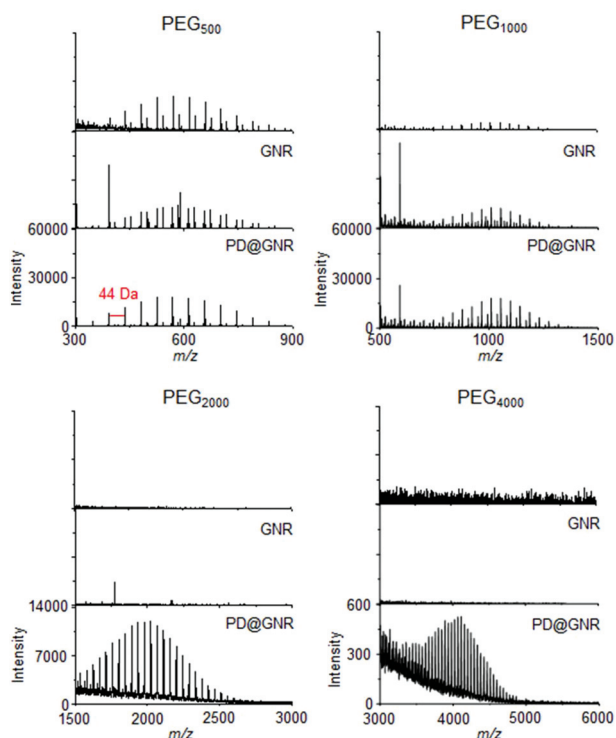 PEG500
GNR
60000
PD@GNR
30000
44 Da
0
300
600
900
Intensity
m/z
PEG1000
GNR
60000
PD@GNR
30000
0
500
1000
1500
Intensity
m/z
PEG2000
GNR
14000
PD@GNR
7000
0
1500
2000
3000
Intensity
m/z
PEG4000
GNR
600
PD@GNR
300
0
3000
4000
5000
6000
Intensity
m/z